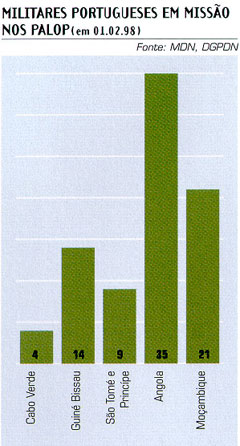 MILITARES PORTUGUESES EM MISSÃO
NOS PALOP (em 01.02.98)
Fonte: MDN, DGPDN
4
14
9
35
21
Cabo Verde
Guiné Bissau
São Tomé e
Principe
Angola
Moçambique